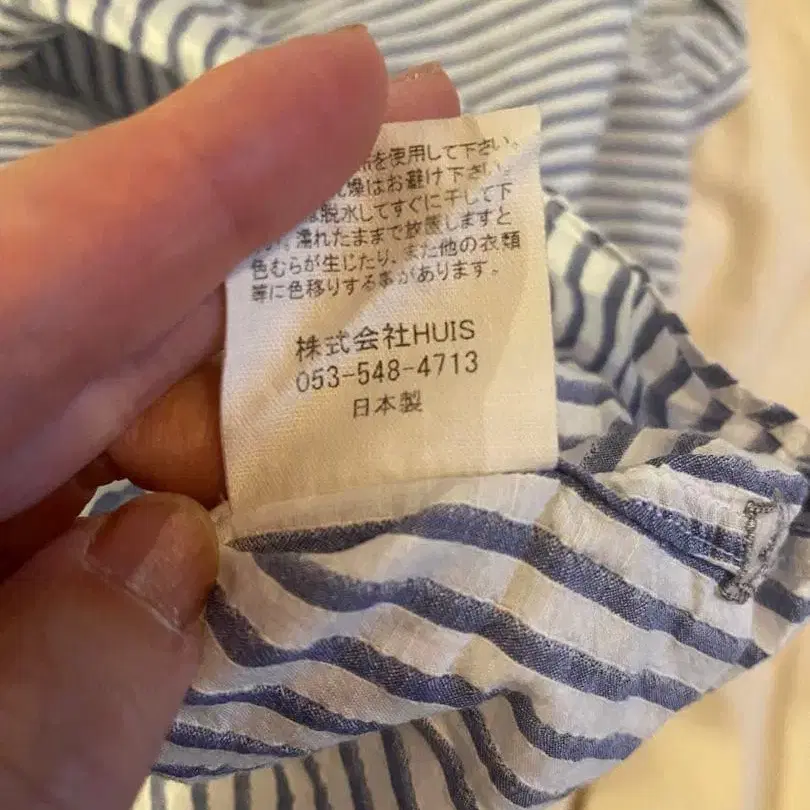 を使用して下さい。
燥はお避け下さい。
は脱水してすぐに干して下
。濡れたままで放置しますと
色むらが生じたり、また他の衣類
等に色移りする事があります。
株式会社HUIS
053-548-4713
日本製